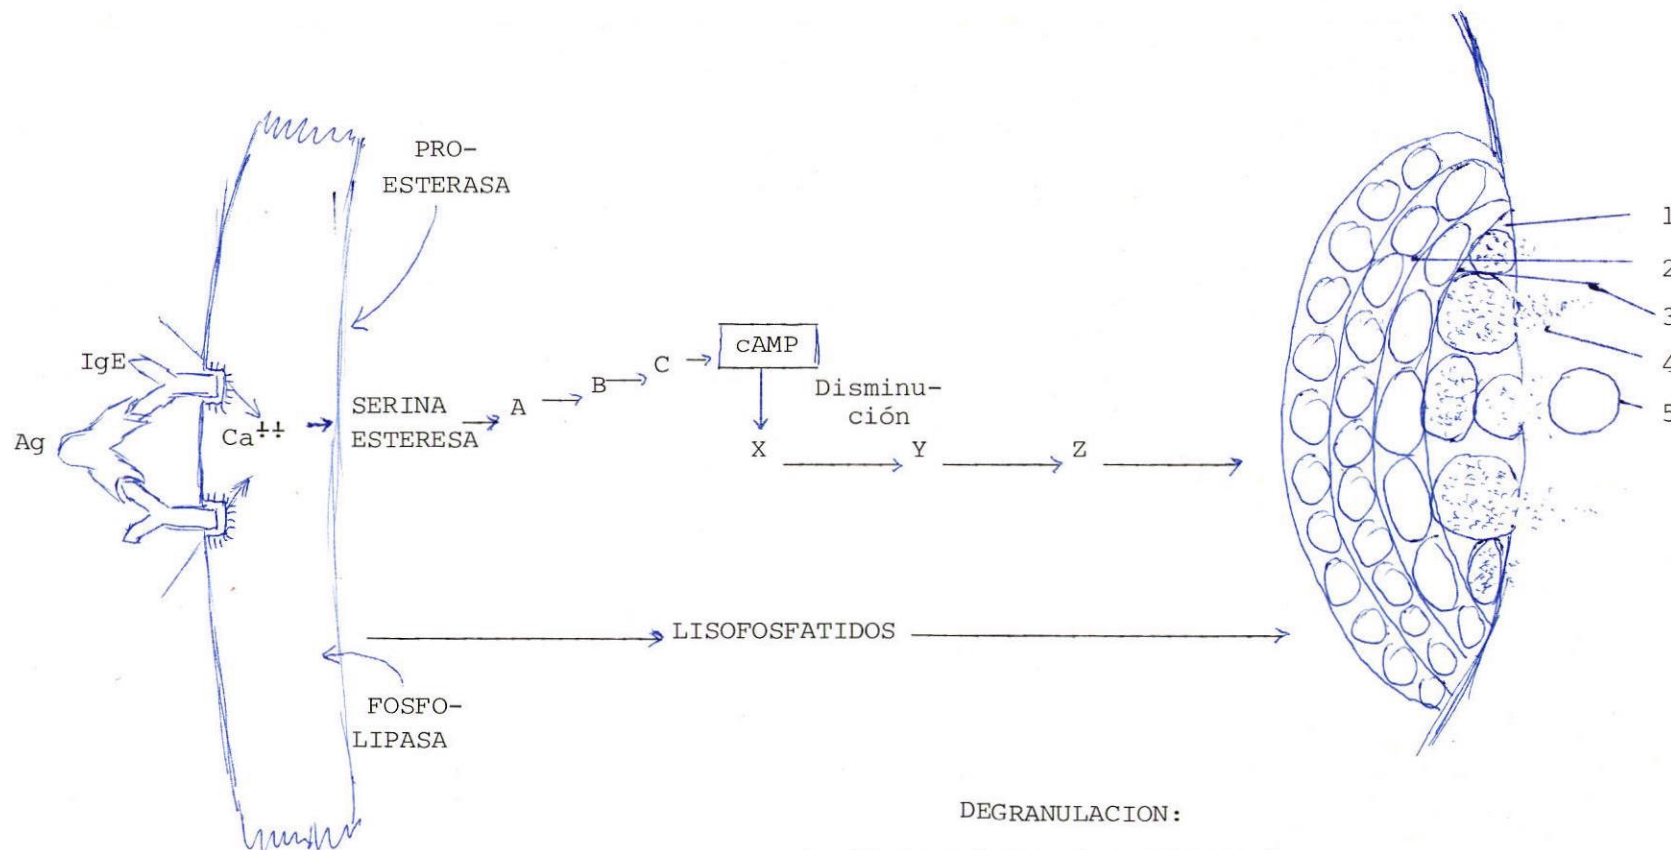 PRO-
ESTERASA
IgE
Ag
Ca++
SERINA
ESTERESA
A
B
C
cAMP
Disminu-
ción
X
Y
Z
LISOFOSFATIDOS
FOSFO-
LIPASA
1
2
3
4
5
DEGRANULACION: